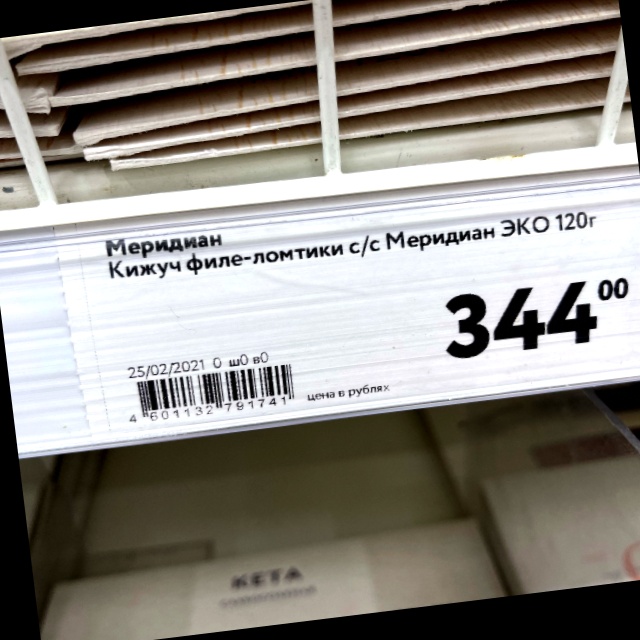 Меридиан
Кижуч филе-ломтики с/с Меридиан ЭКО 120г
344 00
25/02/2021 0 ш0 в0
4 601132 791741
цена в рублях
КЕТА